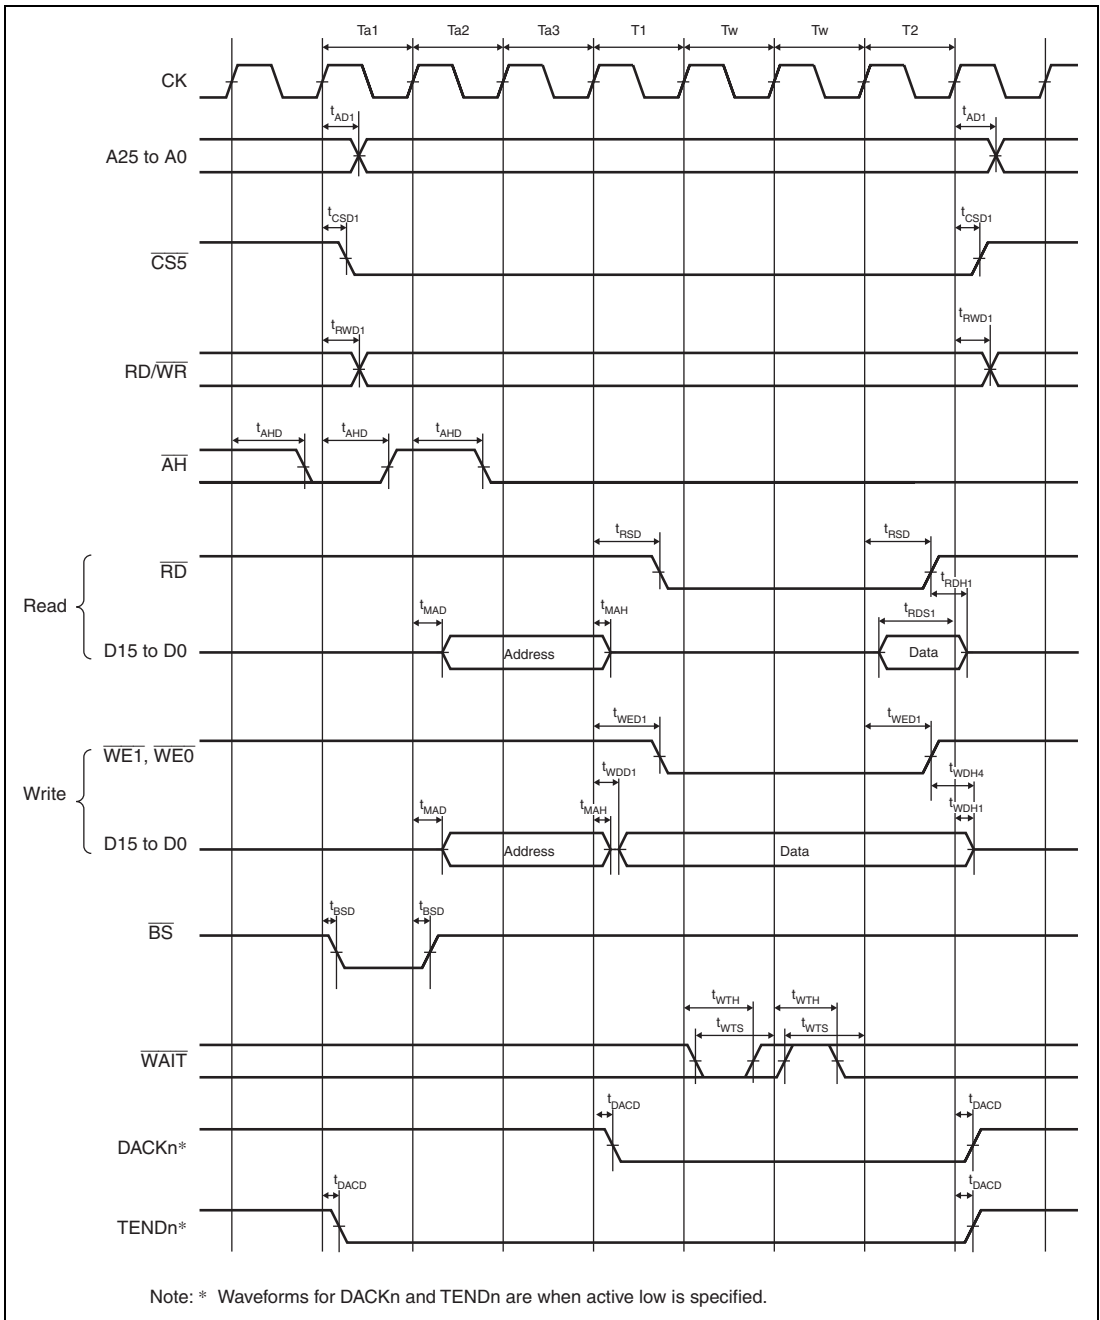 Ta1 Ta2 Ta3 T1 Tw Tw T2
CK
tAD1 tAD1
A25 to A0
tCSD1 tCSD1
CS5
tRWD1 tRWD1
RD/WR
tAHD tAHD tAHD
AH
tRSD tRSD
RD
tRDH1
Read
tMAD tMAH tRDS1
D15 to D0 Address Data
tWED1 tWED1
WE1, WE0
tWDD1 tWDH4
Write
tMAD tMAH tWDH1
D15 to D0 Address Data
tBSD tBSD
BS
tWTH tWTH
tWTS tWTS
WAIT
tDACD tDACD
DACKn*
tDACD tDACD
TENDn*
Note: * Waveforms for DACKn and TENDn are when active low is specified.